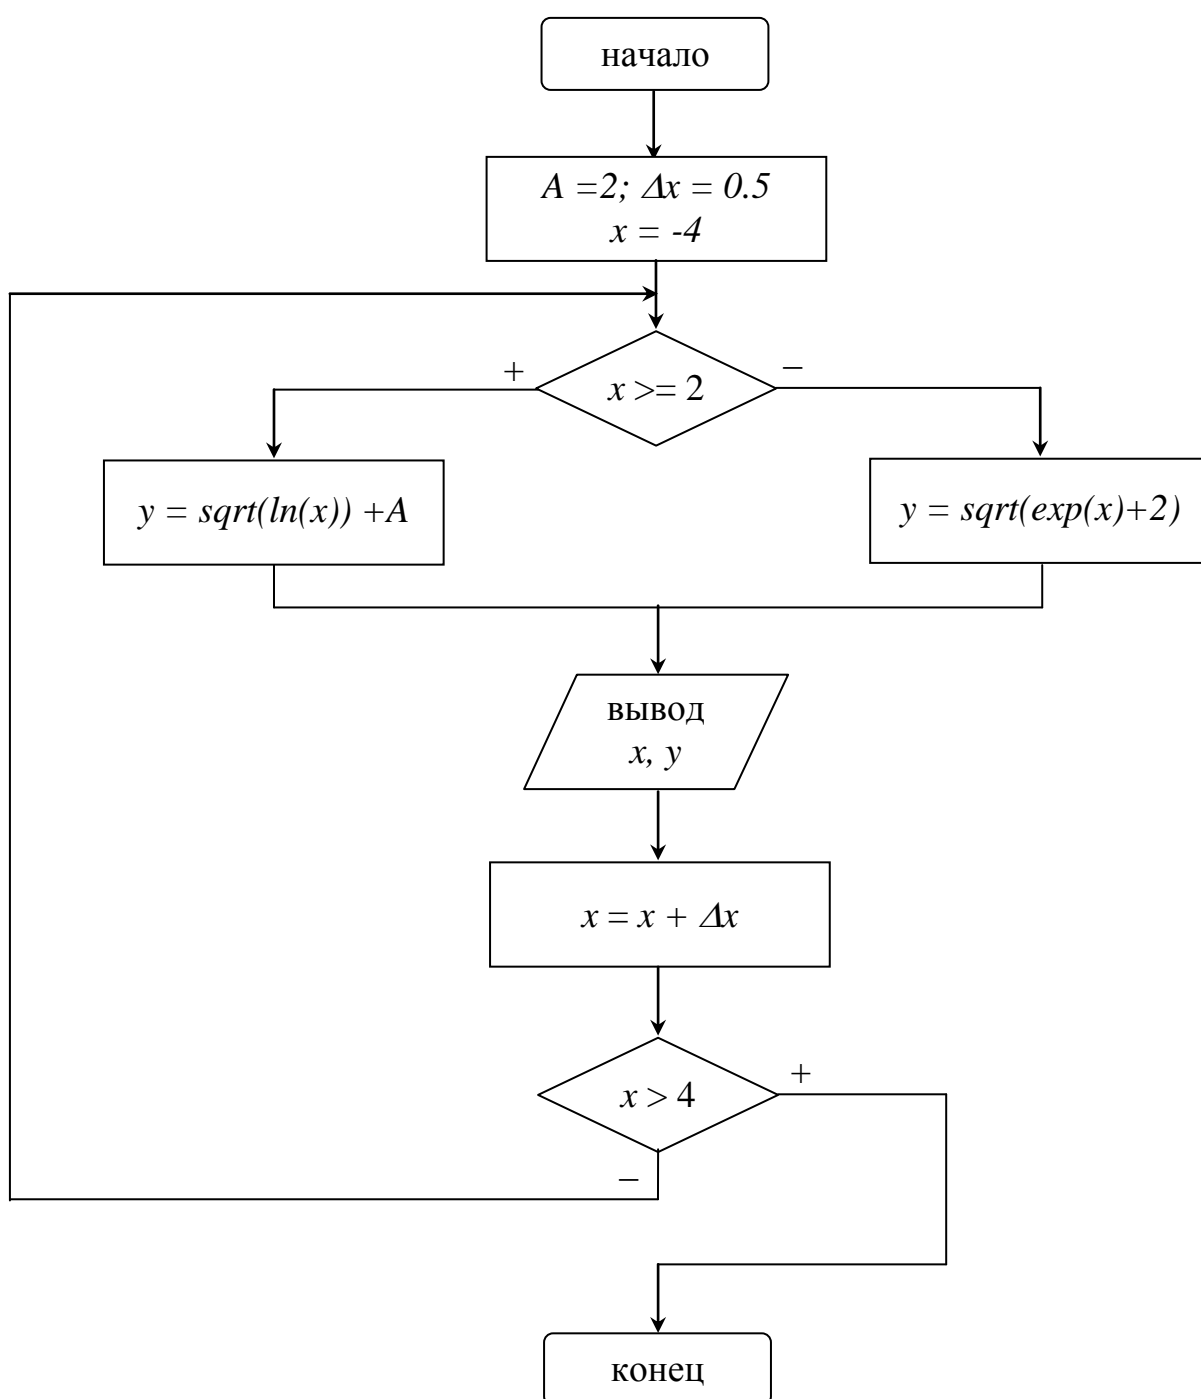 начало
A =2; Δx = 0.5
x = -4
+
–
x >= 2
y = sqrt(ln(x)) +A
y = sqrt(exp(x)+2)
вывод
x, y
x = x + Δx
+
x > 4
–
конец